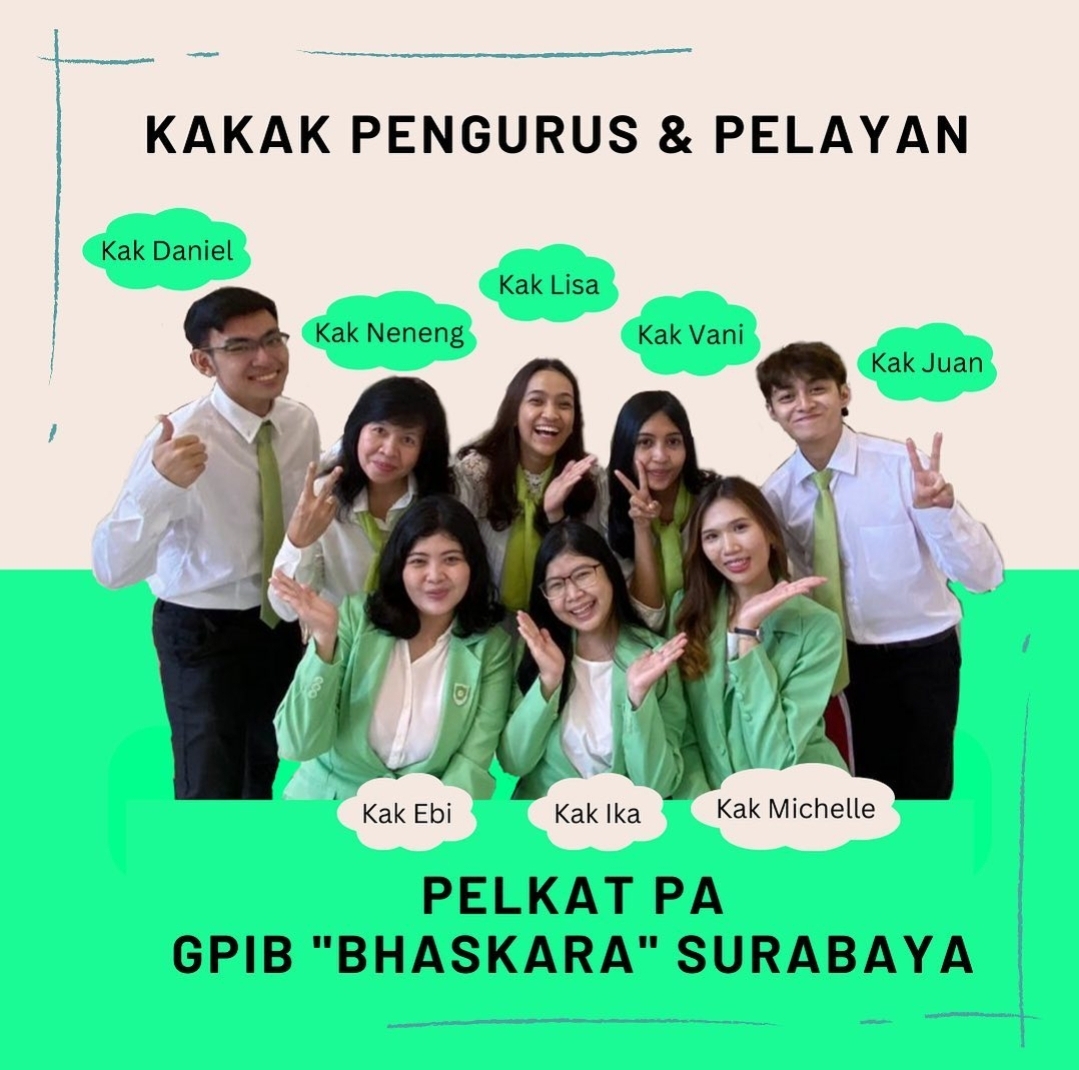 KAKAK PENGURUS & PELAYAN
Kak Daniel
Kak Neneng
Kak Lisa
Kak Vani
Kak Juan
Kak Ebi
Kak Ika
Kak Michelle
PELKAT PA
GPIB "BHASKARA" SURABAYA